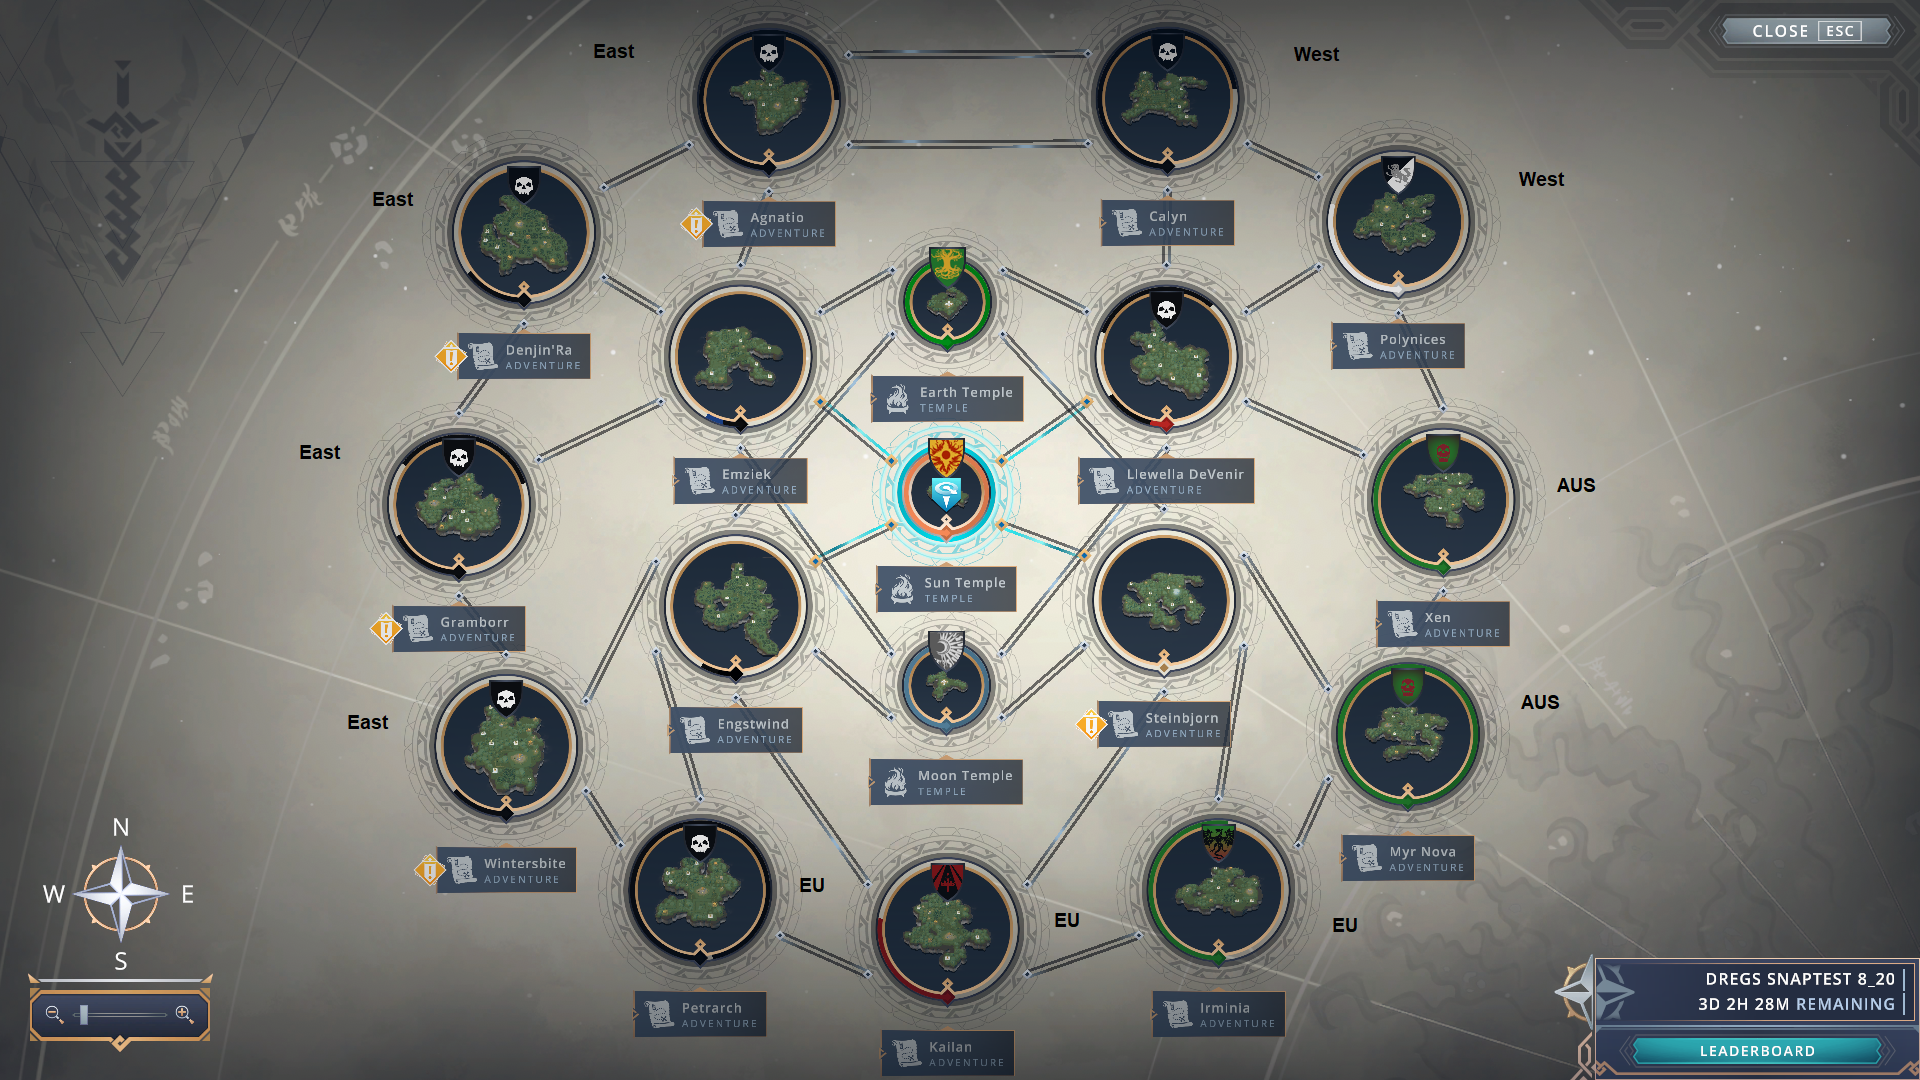 East
West
CLOSE ESC
East
West
Agnatio
ADVENTURE
Calyn
ADVENTURE
Denjin'Ra
ADVENTURE
Polynices
ADVENTURE
Earth Temple
TEMPLE
East
Emziek
ADVENTURE
Llewella DeVenir
ADVENTURE
AUS
Sun Temple
TEMPLE
Gramborr
ADVENTURE
Xen
ADVENTURE
East
Engstwind
ADVENTURE
Steinbjorn
ADVENTURE
AUS
Moon Temple
TEMPLE
Wintersbite
ADVENTURE
EU
EU
EU
Myr Nova
ADVENTURE
N
W E
S
Petrarch
ADVENTURE
Kailan
ADVENTURE
Irminia
ADVENTURE
DREGS SNAPTEST 8_20
3D 2H 28M REMAINING
LEADERBOARD